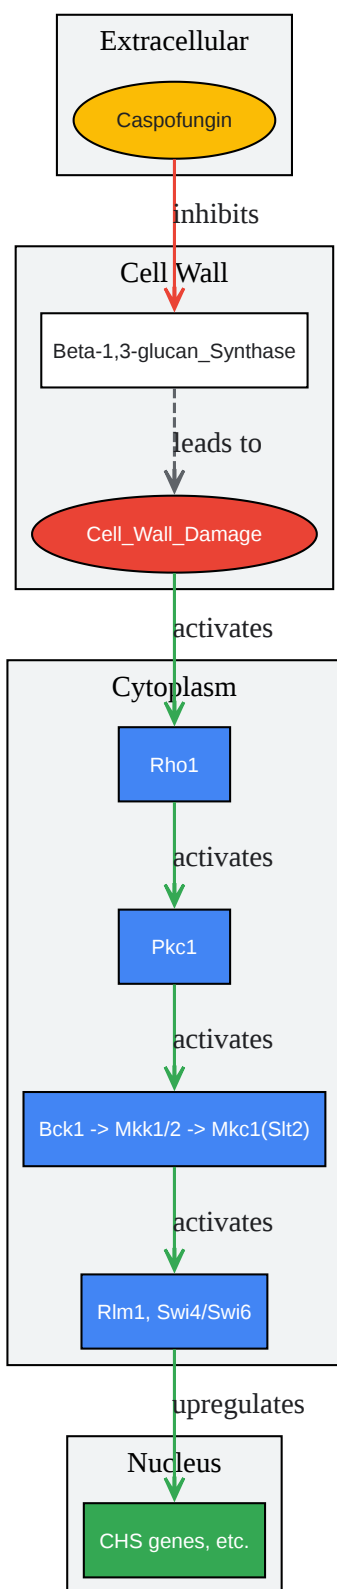 Extracellular
Caspofungin
inhibits
Cell Wall
Beta-1,3-glucan_Synthase
leads to
Cell_Wall_Damage
activates
Cytoplasm
Rho1
activates
Pkc1
activates
Bck1 -> Mkk1/2 -> Mkc1(Slt2)
activates
Rlm1, Swi4/Swi6
upregulates
Nucleus
CHS genes, etc.